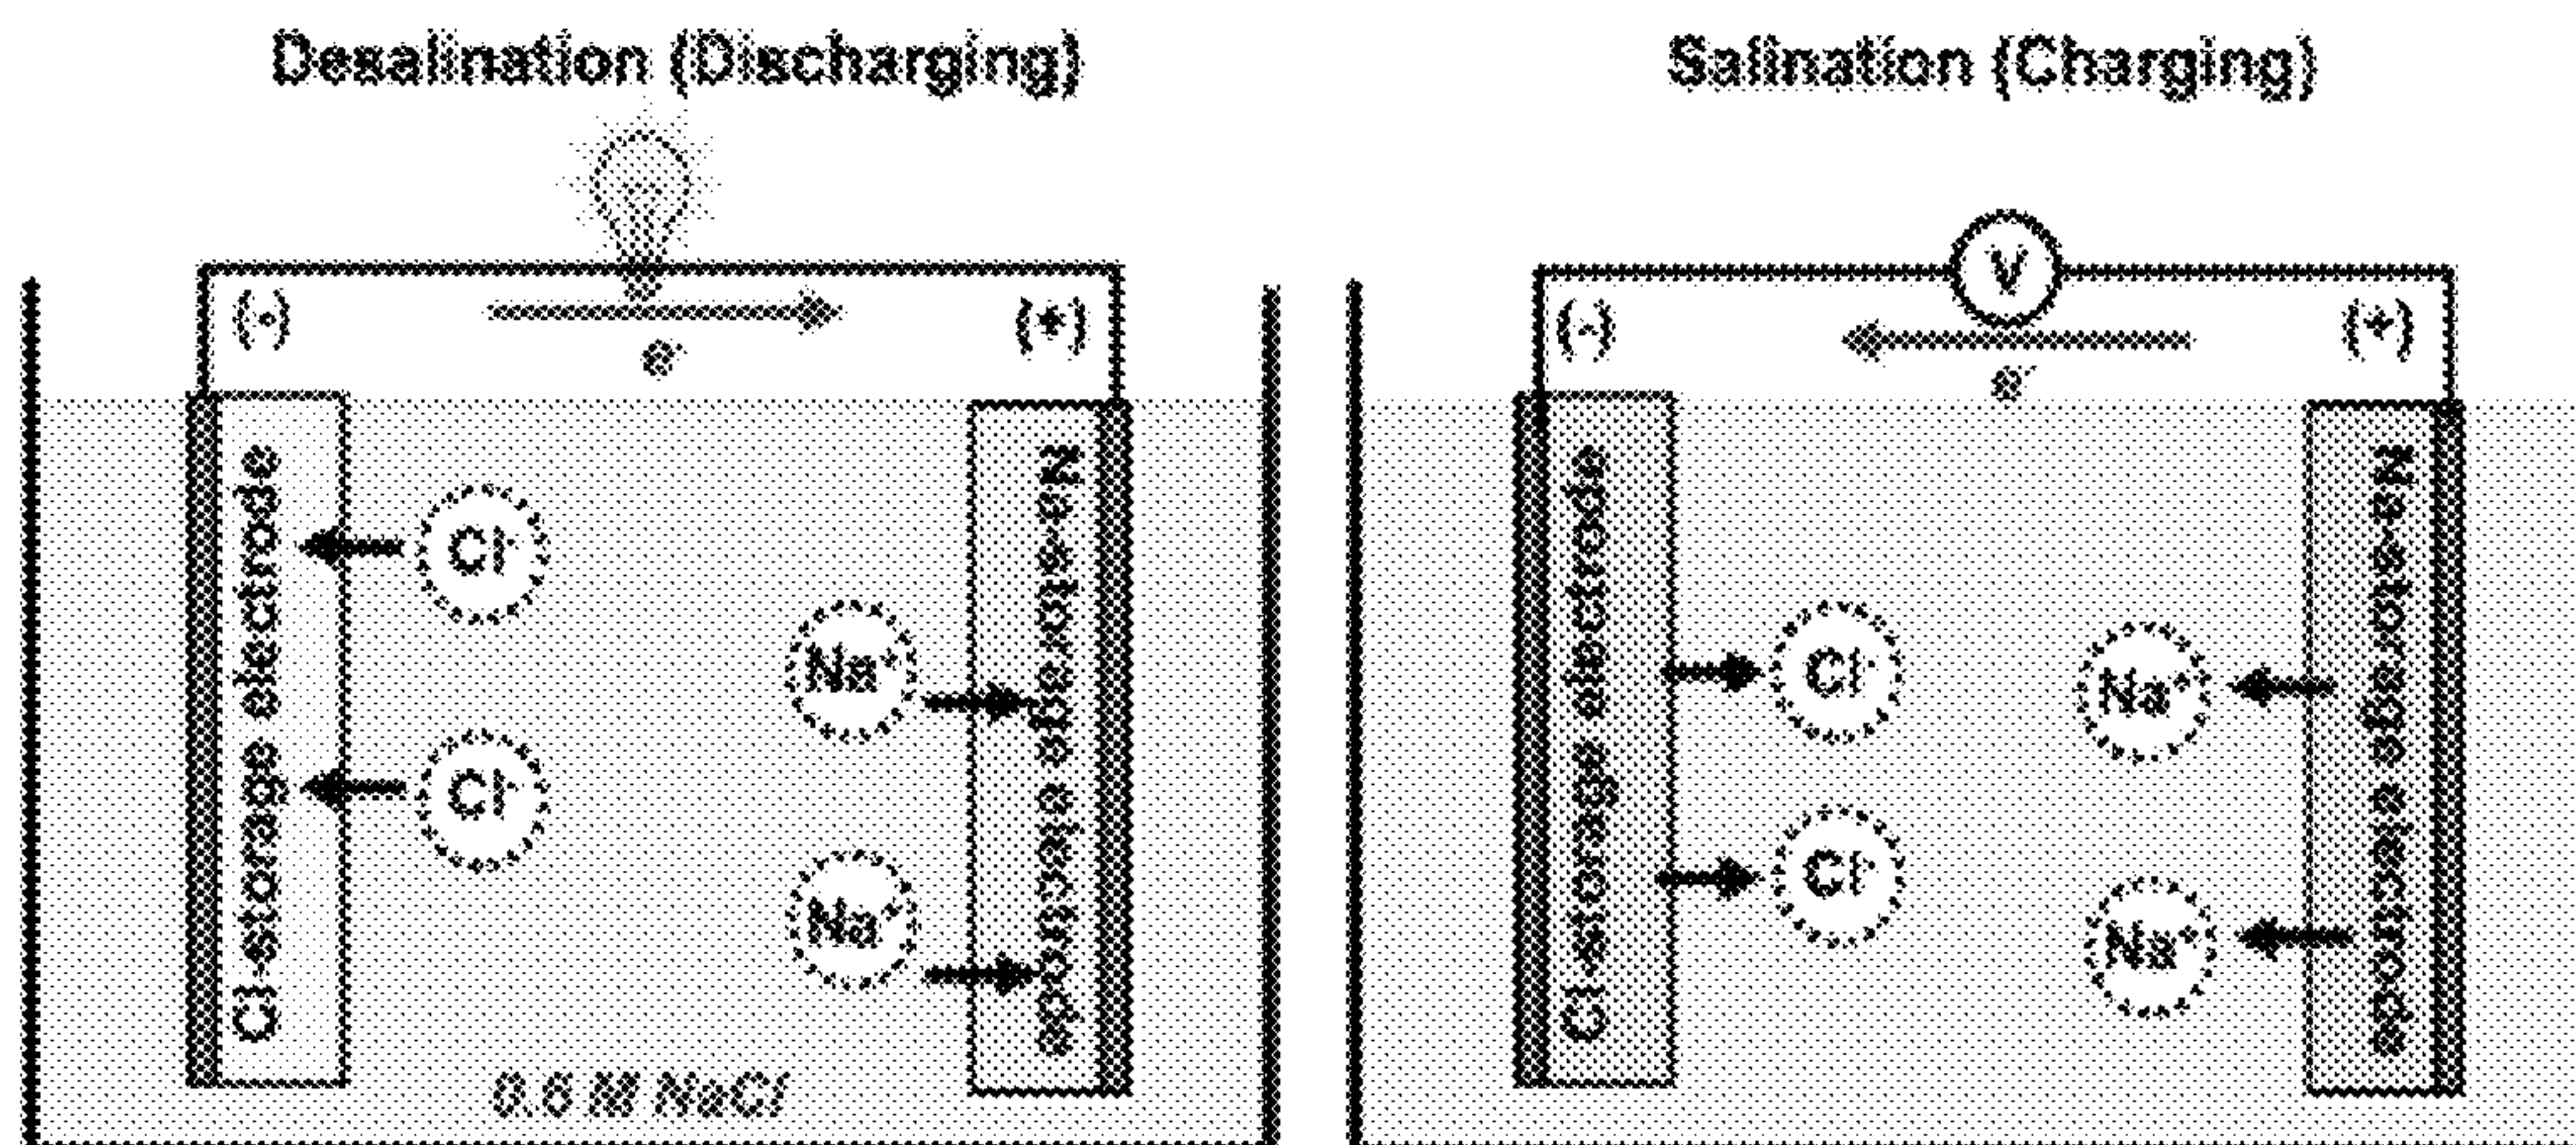 Desalination (Discharging)
(-)
(+)
e-
Cl-storage electrode
Cl-
Cl-
Na+
Na+
Na-storage electrode
0.6 M NaCl
Salination (Charging)
V
(-)
(+)
e-
Cl-storage electrode
Cl-
Cl-
Na+
Na+
Na-storage electrode